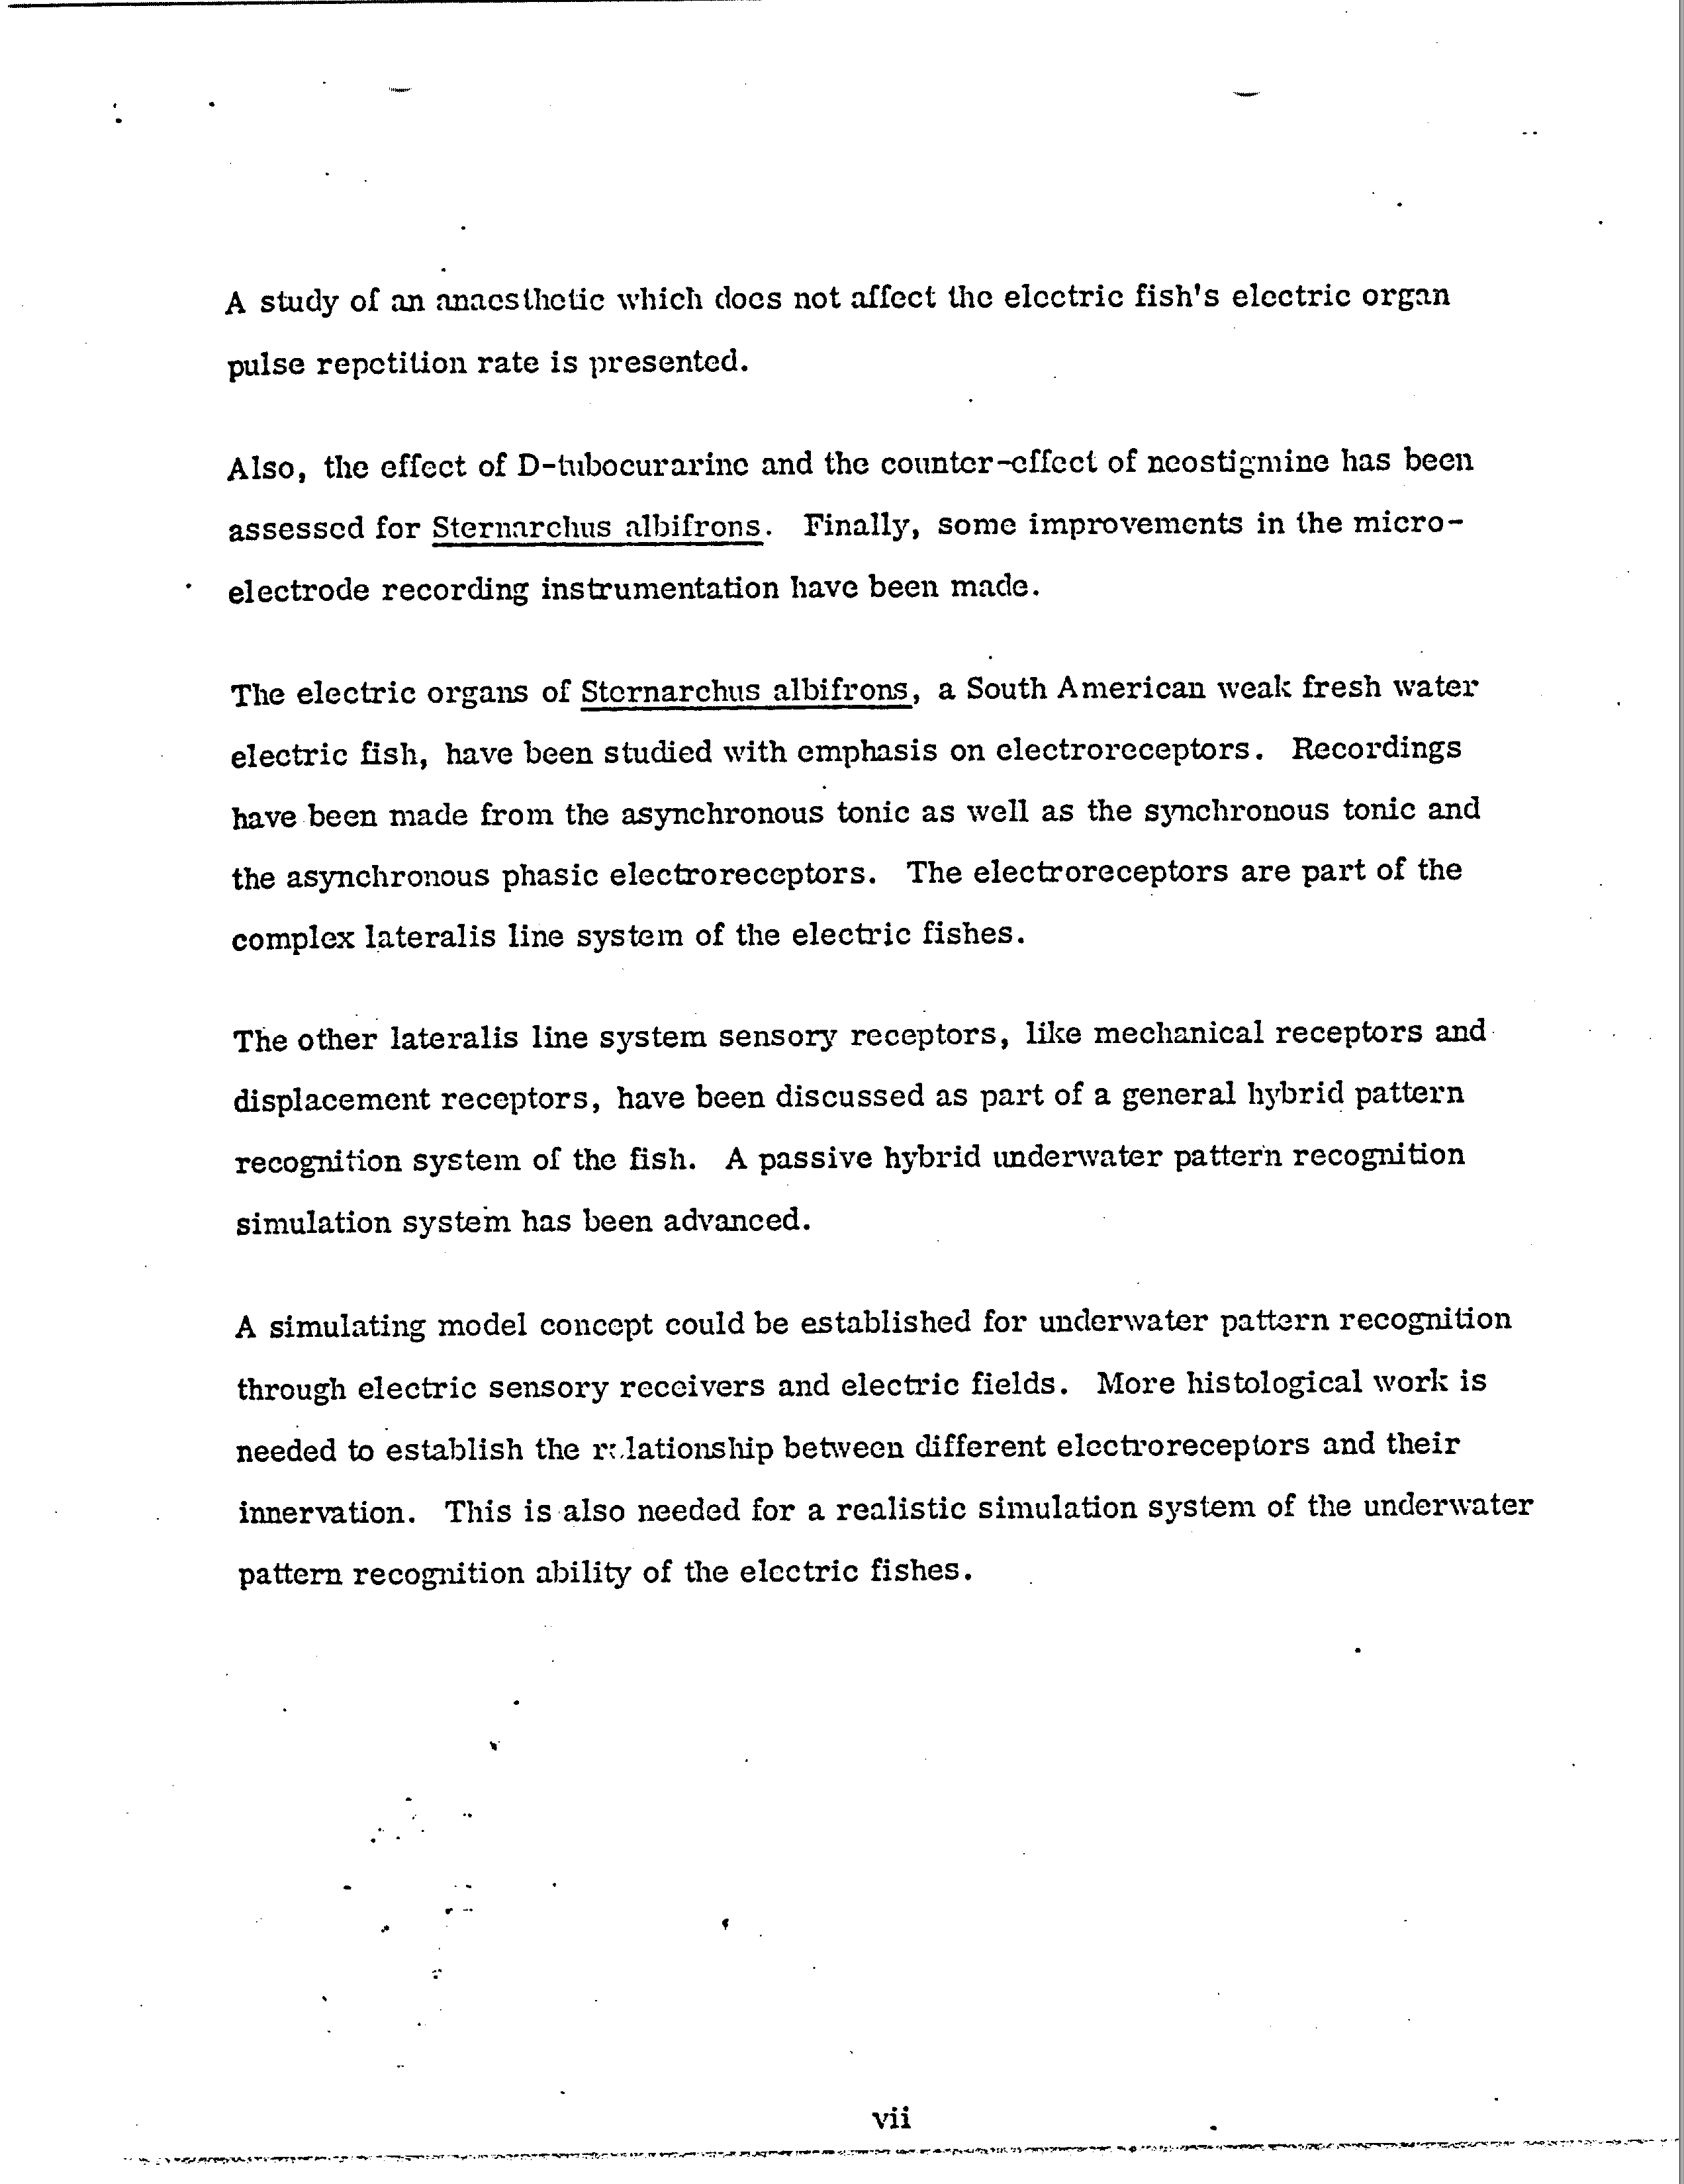 A study of an anaesthetic which does not affect the electric fish's electric organ
pulse repetition rate is presented.
Also, the effect of D-tubocurarine and the counter-effect of neostigmine has been
assessed for Sternarchus albifrons. Finally, some improvements in the micro-
electrode recording instrumentation have been made.
The electric organs of Sternarchus albifrons, a South American weak fresh water
electric fish, have been studied with emphasis on electroreceptors. Recordings
have been made from the asynchronous tonic as well as the synchronous tonic and
the asynchronous phasic electroreceptors. The electroreceptors are part of the
complex lateralis line system of the electric fishes.
The other lateralis line system sensory receptors, like mechanical receptors and
displacement receptors, have been discussed as part of a general hybrid pattern
recognition system of the fish. A passive hybrid underwater pattern recognition
simulation system has been advanced.
A simulating model concept could be established for underwater pattern recognition
through electric sensory receivers and electric fields. More histological work is
needed to establish the relationship between different electroreceptors and their
innervation. This is also needed for a realistic simulation system of the underwater
pattern recognition ability of the electric fishes.
vii